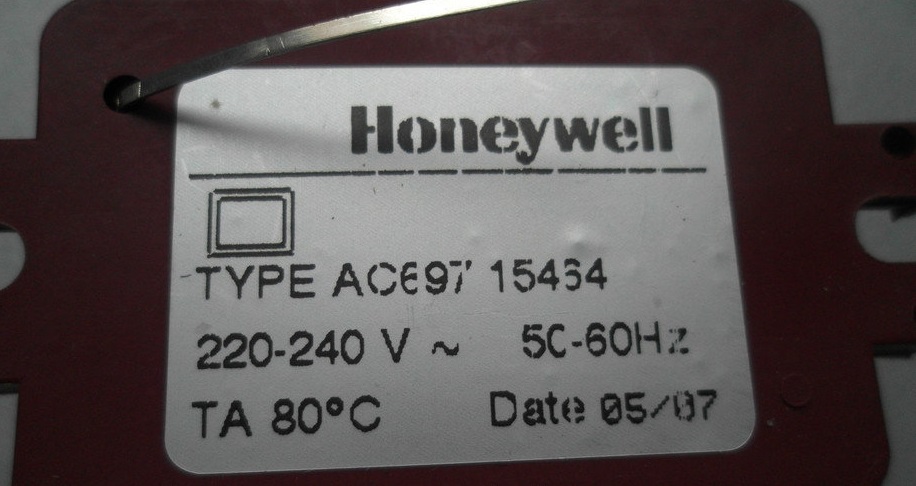 Honeywell
TYPE AC697 15464
220-240 V ~ 50-60Hz
TA 80°C Date 05/07